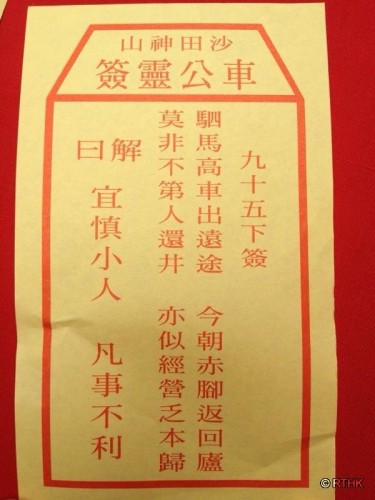 沙田神山
車公靈簽
九十五下簽
駟馬高車出遠途 今朝赤腳返回廬
莫非不第人還井 亦似經營乏本歸
解曰
宜慎小人 凡事不利
©RTHK